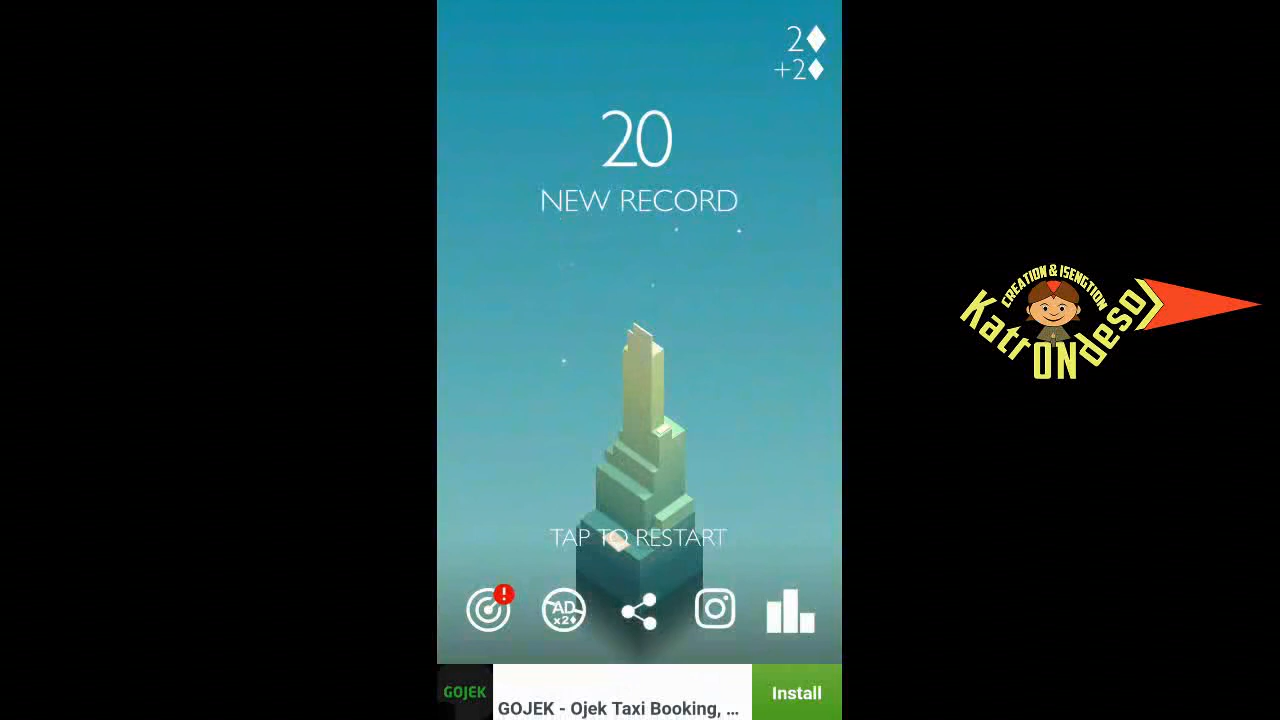 2
+2
20
NEW RECORD
TAP TO RESTART
!
AD
x2
GOJEK
GOJEK - Ojek Taxi Booking, ...
Install
CREATION & ISENGTION
KatrONdeso